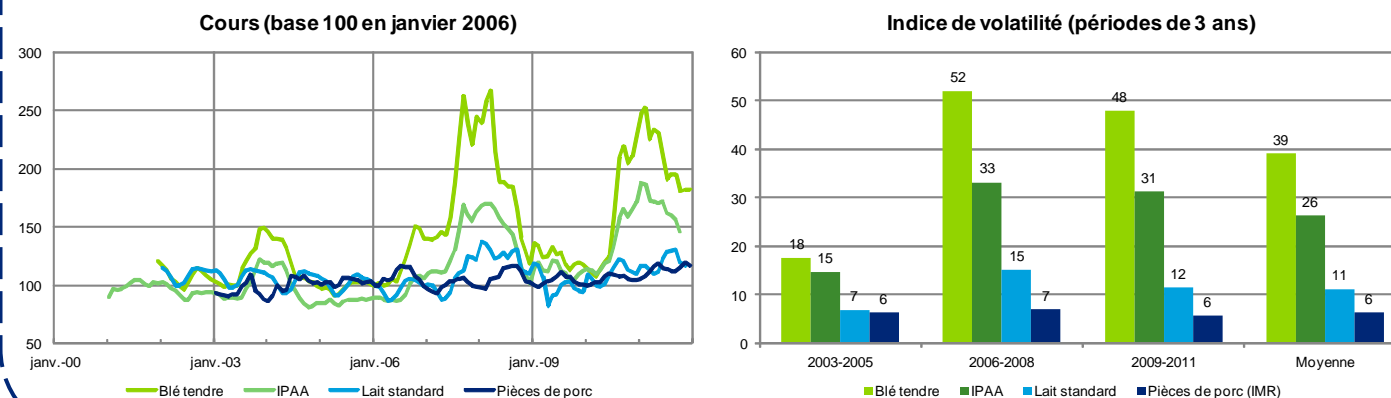 Cours (base 100 en janvier 2006)
300
250
200
150
100
50
janv.-00 janv.-03 janv.-06 janv.-09
Blé tendre IPAA Lait standard Pièces de porc
Indice de volatilité (périodes de 3 ans)
60
50
40
30
20
10
0
18 15 7 6
52 33 15 7
48 31 12 6
39 26 11 6
2003-2005 2006-2008 2009-2011 Moyenne
Blé tendre IPAA Lait standard Pièces de porc (IMR)